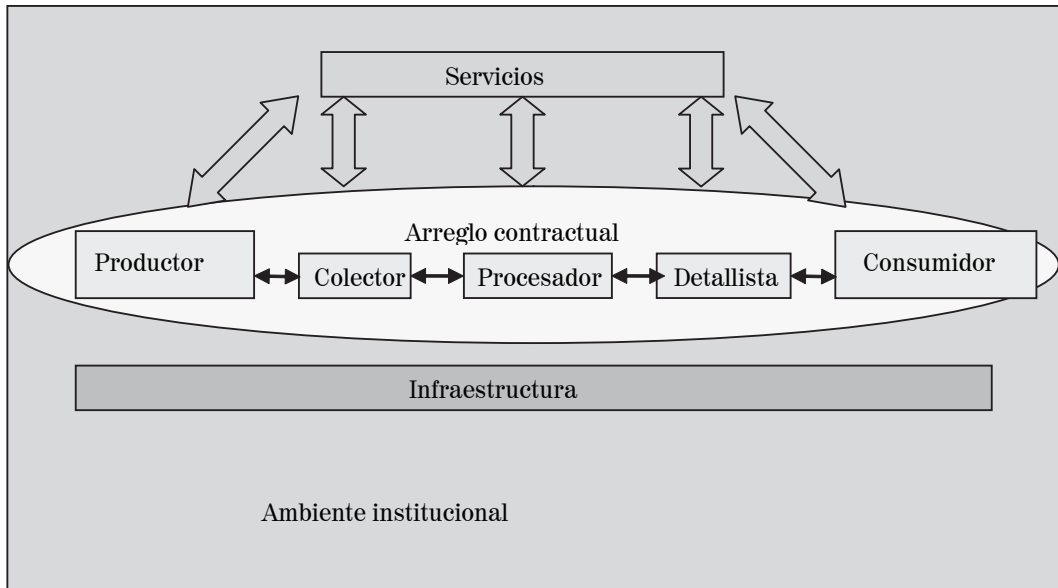 Servicios
Arreglo contractual
Productor
Colector
Procesador
Detallista
Consumidor
Infraestructura
Ambiente institucional